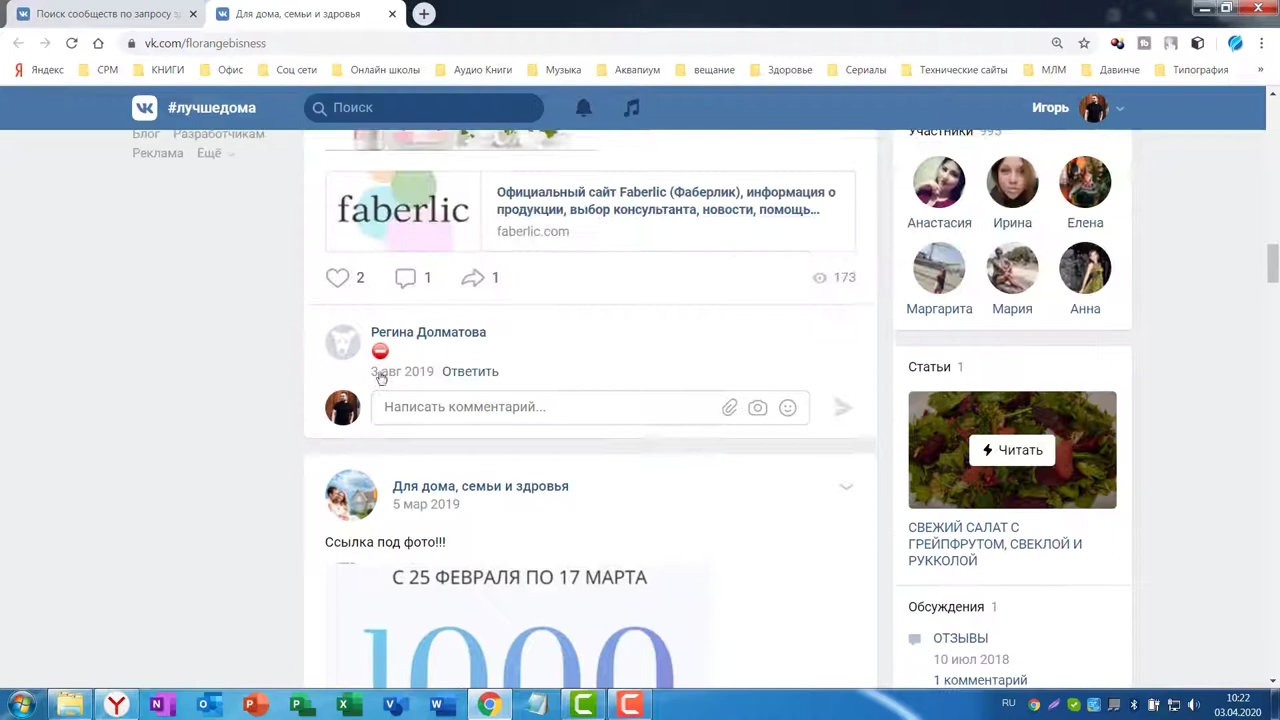 Поиск сообществ по запросу
Для дома, семьи и здоровья
vk.com/florangebisness
Яндекс
СРМ
КНИГИ
Офис
Соц сети
Онлайн школы
Аудио Книги
Музыка
Аквапиум
вещание
Здоровье
Сериалы
Технические сайты
МЛМ
Давинче
Типография
»
#лучшедома
Поиск
Игорь
Блог Разработчикам
Реклама Ещё
faberlic
Официальный сайт Faberlic (Фаберлик), информация о
продукции, выбор консультанта, новости, помощь...
faberlic.com
2
1
1
173
Регина Долматова
3 авг 2019 Ответить
Написать комментарий...
Для дома, семьи и здоровья
5 мар 2019
Ссылка под фото!!!
С 25 ФЕВРАЛЯ ПО 17 МАРТА
1000
Участники 995
Анастасия
Ирина
Елена
Маргарита
Мария
Анна
Статьи 1
Читать
СВЕЖИЙ САЛАТ С
ГРЕЙПФРУТОМ, СВЕКЛОЙ И
РУККОЛОЙ
Обсуждения 1
ОТЗЫВЫ
10 июл 2018
1 комментарий
RU
10:22
03.04.2020